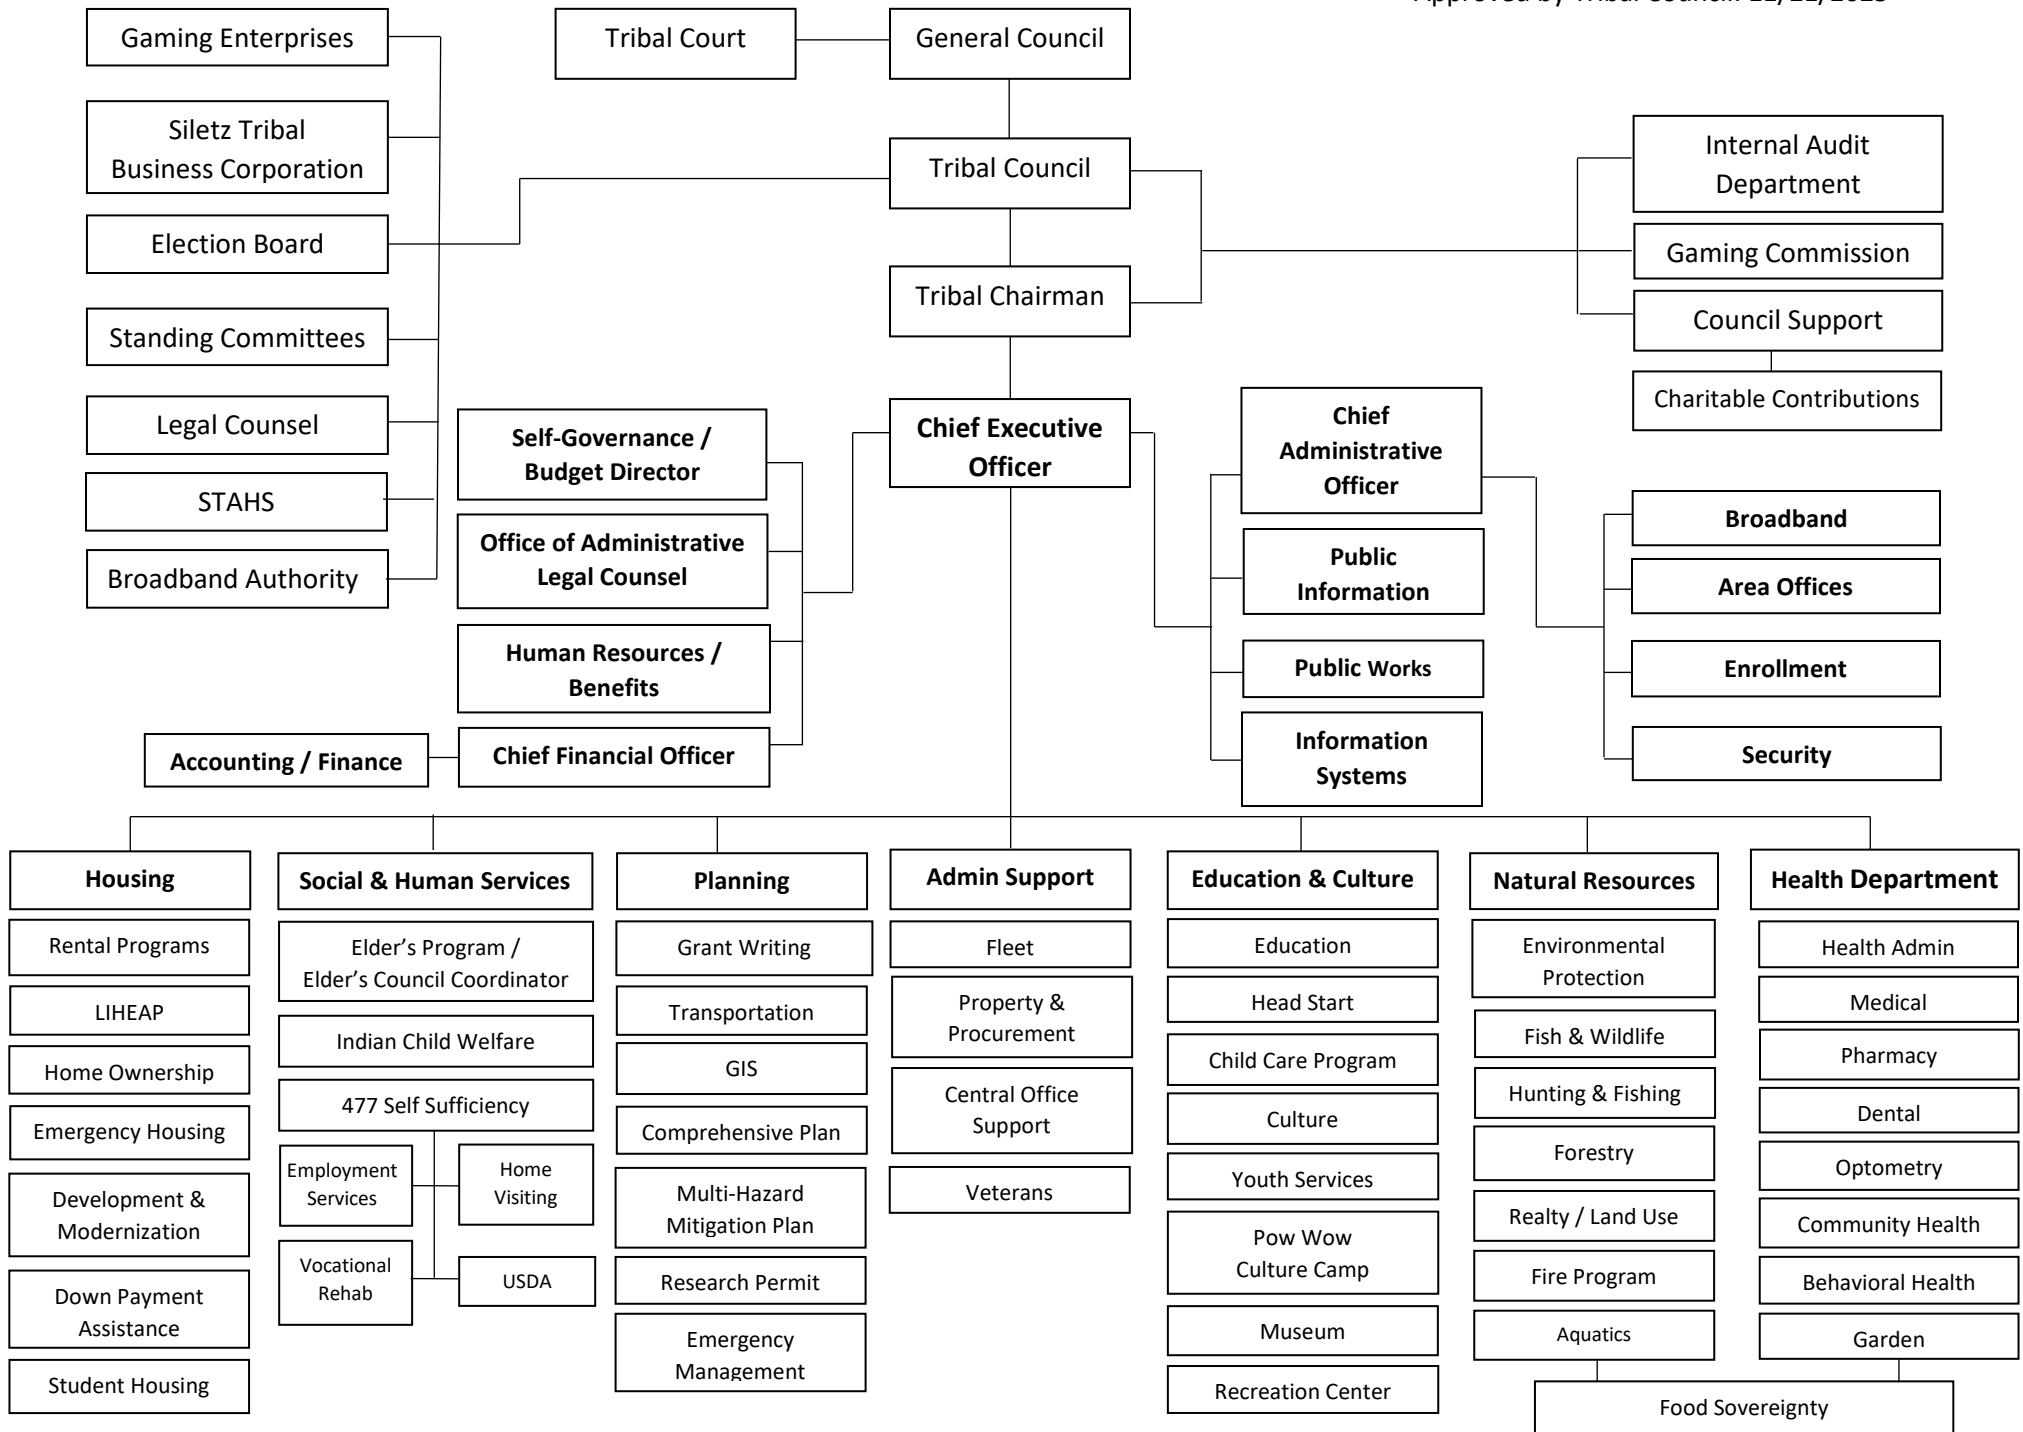 Gaming Enterprises
Tribal Court
General Council
Siletz Tribal
Business Corporation
Tribal Council
Internal Audit
Department
Election Board
Gaming Commission
Tribal Chairman
Council Support
Standing Committees
Charitable Contributions
Legal Counsel
STAHS
Broadband Authority
Self-Governance /
Budget Director
Office of Administrative
Legal Counsel
Human Resources /
Benefits
Chief Financial Officer
Accounting / Finance
Chief Executive
Officer
Chief
Administrative
Officer
Public
Information
Public Works
Information
Systems
Broadband
Area Offices
Enrollment
Security
Housing
Rental Programs
LIHEAP
Home Ownership
Emergency Housing
Development &
Modernization
Down Payment
Assistance
Student Housing
Social & Human Services
Elder’s Program /
Elder’s Council Coordinator
Indian Child Welfare
477 Self Sufficiency
Employment
Services
Home
Visiting
Vocational
Rehab
USDA
Planning
Grant Writing
Transportation
GIS
Comprehensive Plan
Multi-Hazard
Mitigation Plan
Research Permit
Emergency
Management
Admin Support
Fleet
Property &
Procurement
Central Office
Support
Veterans
Education & Culture
Education
Head Start
Child Care Program
Culture
Youth Services
Pow Wow
Culture Camp
Museum
Recreation Center
Natural Resources
Environmental
Protection
Fish & Wildlife
Hunting & Fishing
Forestry
Realty / Land Use
Fire Program
Aquatics
Health Department
Health Admin
Medical
Pharmacy
Dental
Optometry
Community Health
Behavioral Health
Garden
Food Sovereignty